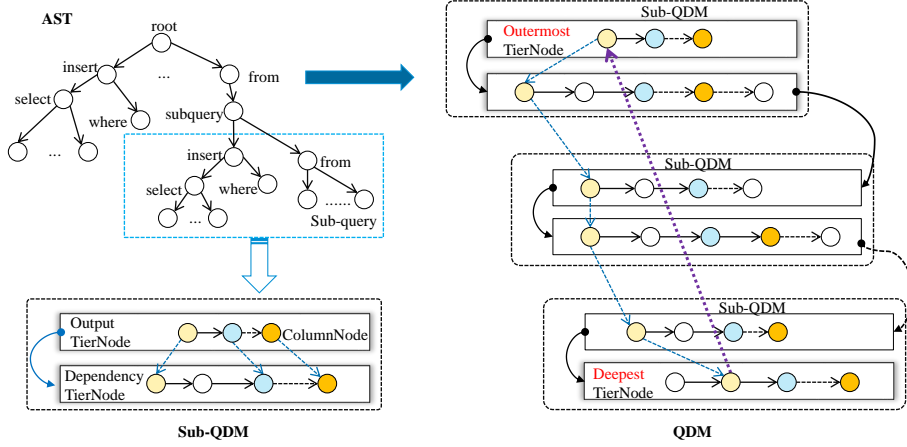 AST
root
insert
...
from
select
where
subquery
...
insert
from
select
where
...
......
Sub-query
Output
TierNode
ColumnNode
Dependency
TierNode
Sub-QDM
Sub-QDM
Outermost
TierNode
Sub-QDM
Sub-QDM
Deepest
TierNode
QDM